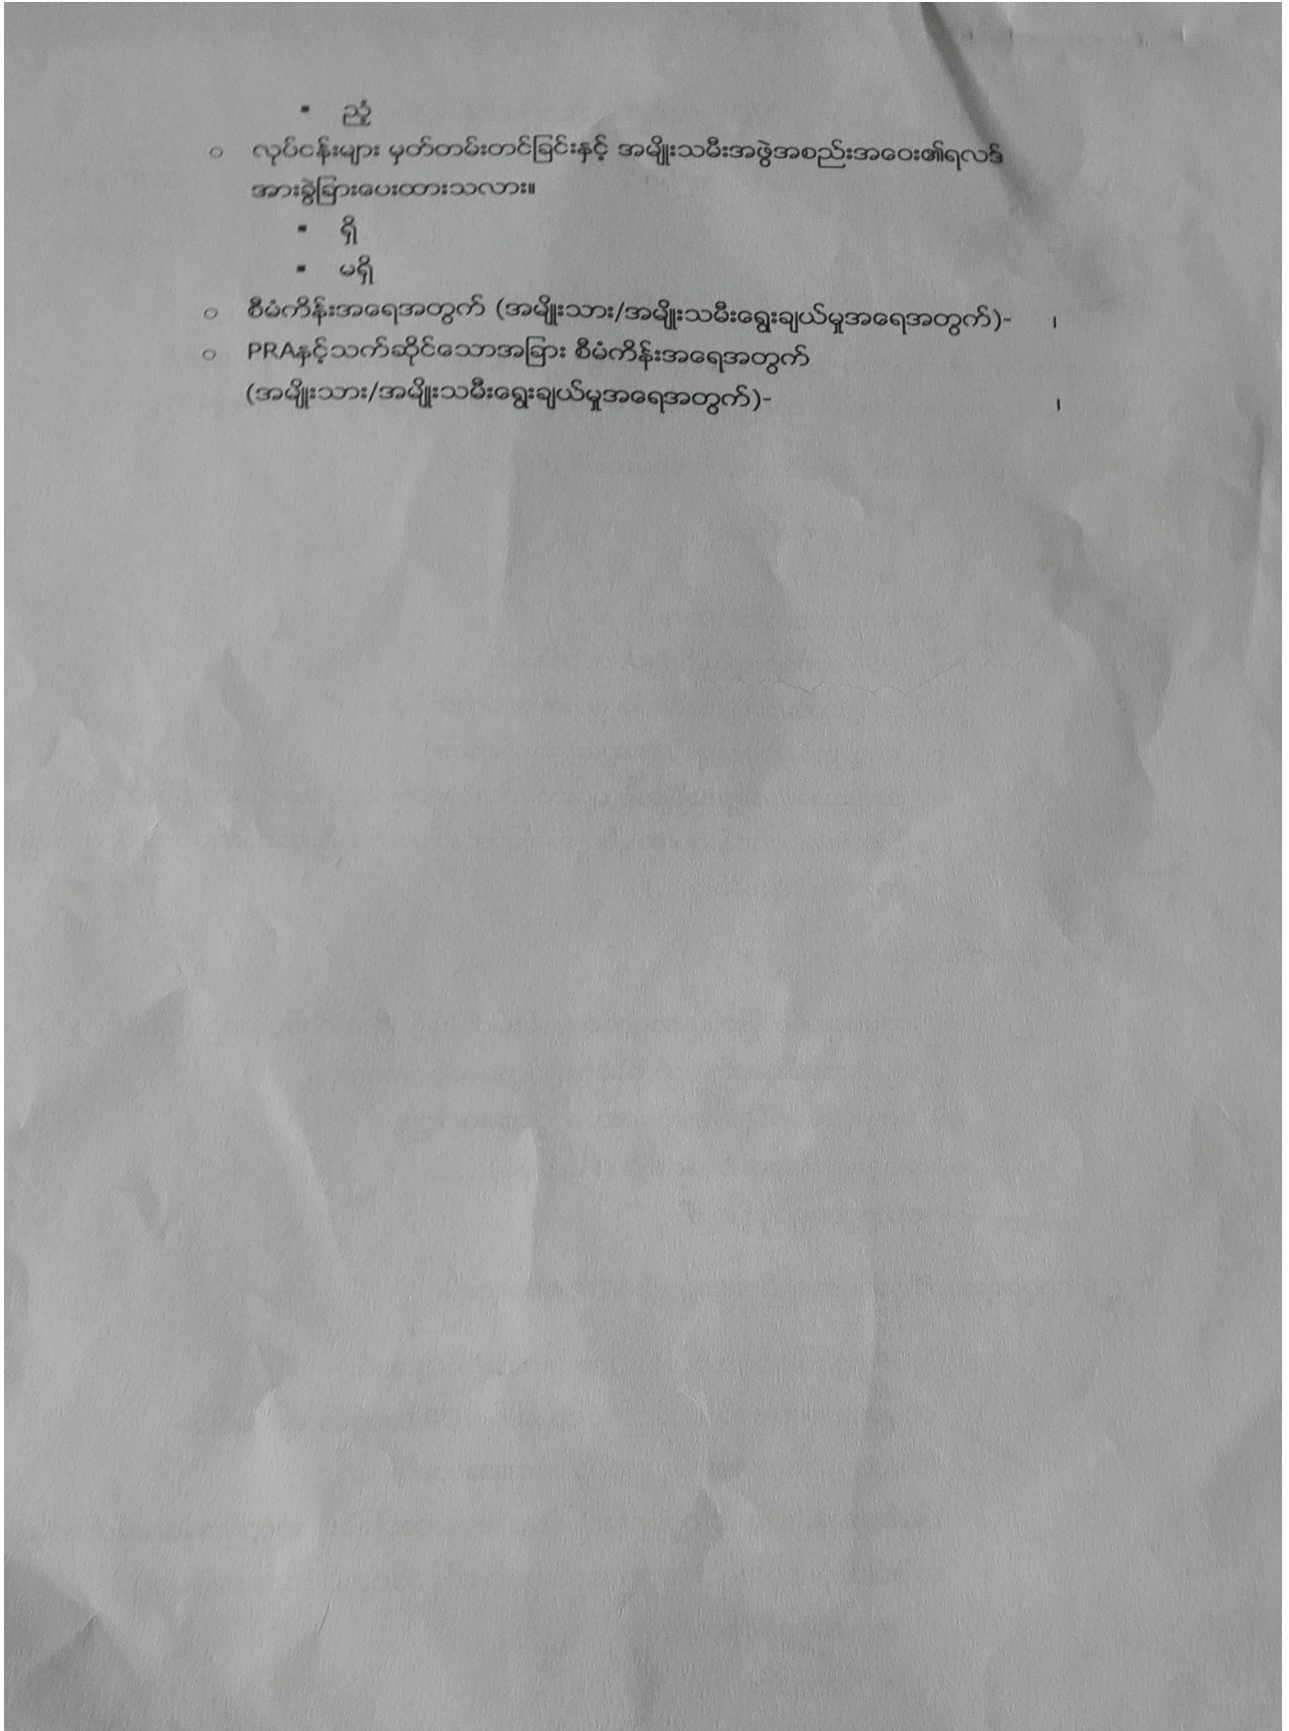 ▪ ညံ့
○ လုပ်ငန်းများ မှတ်တမ်းတင်ခြင်းနှင့် အမျိုးသမီးအဖွဲ့အစည်းအဝေး၏ရလဒ်
အားခွဲခြားပေးထားသလား။
▪ ရှိ
▪ မရှိ
○ စီမံကိန်းအရေအတွက် (အမျိုးသား/အမျိုးသမီးရွေးချယ်မှုအရေအတွက်)- ၊
○ PRAနှင့်သက်ဆိုင်သောအခြား စီမံကိန်းအရေအတွက်
(အမျိုးသား/အမျိုးသမီးရွေးချယ်မှုအရေအတွက်)- ၊